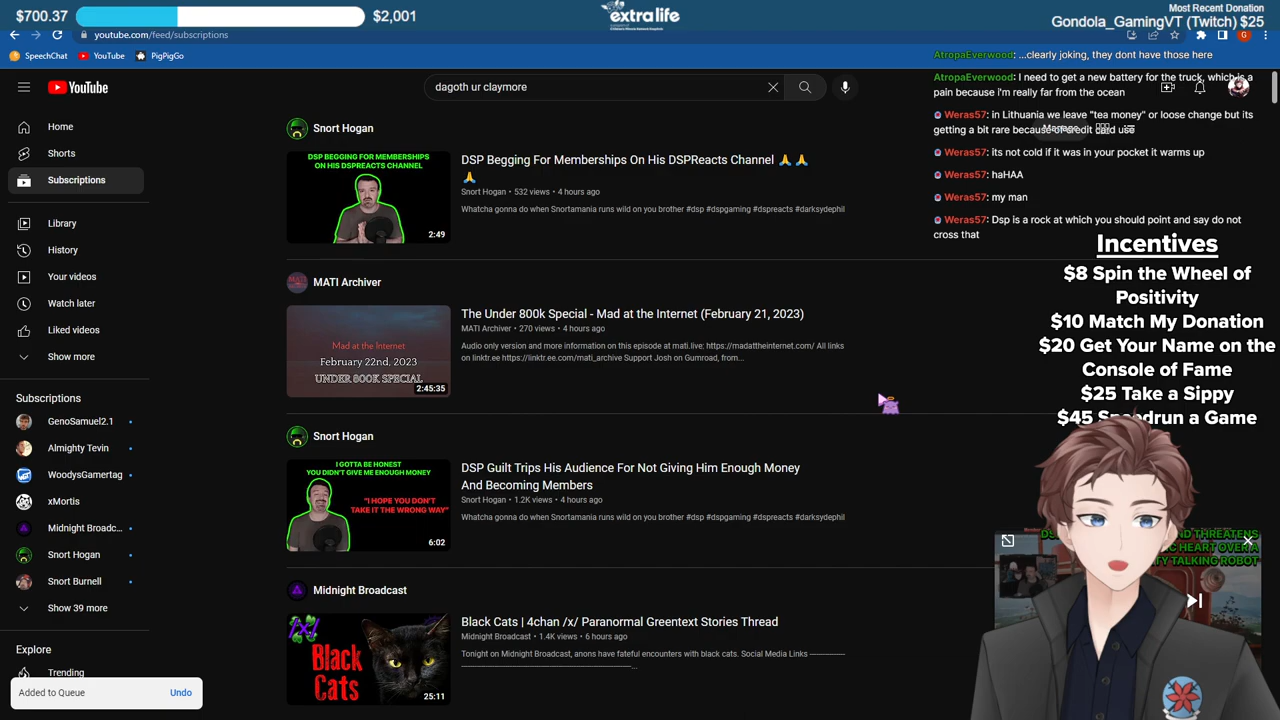 $700.37
$2,001
extralife
Most Recent Donation
Gondola_GamingVT (Twitch) $25
youtube.com/feed/subscriptions
G
SpeechChat
YouTube
PigPigGo
YouTube
dagoth ur claymore
AtropaEverwood: ...clearly joking, they dont have those here
AtropaEverwood: I need to get a new battery for the truck, which is a
pain because i'm really far from the ocean
Weras57: in Lithuania we leave "tea money" or loose change but its
getting a bit rare because of credit card use
Manage
Weras57: its not cold if it was in your pocket it warms up
Weras57: haHAA
Weras57: my man
Weras57: Dsp is a rock at which you should point and say do not
cross that
Incentives
$8 Spin the Wheel of
Positivity
$10 Match My Donation
$20 Get Your Name on the
Console of Fame
$25 Take a Sippy
$45 Speedrun a Game
Home
Shorts
Subscriptions
Library
History
Your videos
Watch later
Liked videos
Show more
Subscriptions
GenoSamuel2.1
Almighty Tevin
WoodysGamertag
xMortis
Midnight Broadc...
Snort Hogan
Snort Burnell
Show 39 more
Explore
Trending
Added to Queue
Undo
Snort Hogan
DSP BEGGING FOR MEMBERSHIPS
ON HIS DSPREACTS CHANNEL
2:49
DSP Begging For Memberships On His DSPReacts Channel 🙏 🙏
🙏
Snort Hogan • 532 views • 4 hours ago
Whatcha gonna do when Snortamania runs wild on you brother #dsp #dspgaming #dspreacts #darksydephil
MATI Archiver
Mad at the Internet
February 22nd, 2023
UNDER 800K SPECIAL
2:45:35
The Under 800k Special - Mad at the Internet (February 21, 2023)
MATI Archiver • 270 views • 4 hours ago
Audio only version and more information on this episode at mati.live: https://madattheinternet.com/ All links
on linktr.ee https://linktr.ee/mati_archive Support Josh on Gumroad, from...
Snort Hogan
I GOTTA BE HONEST
YOU DIDN'T GIVE ME ENOUGH MONEY
"I HOPE YOU DON'T
TAKE IT THE WRONG WAY"
6:02
DSP Guilt Trips His Audience For Not Giving Him Enough Money
And Becoming Members
Snort Hogan • 1.2K views • 4 hours ago
Whatcha gonna do when Snortamania runs wild on you brother #dsp #dspgaming #dspreacts #darksydephil
Midnight Broadcast
/x/
Black
Cats
25:11
Black Cats | 4chan /x/ Paranormal Greentext Stories Thread
Midnight Broadcast • 1.4K views • 6 hours ago
Tonight on Midnight Broadcast, anons have fateful encounters with black cats. Social Media Links
THREATENS
HEART OVER A
TALKING ROBOT